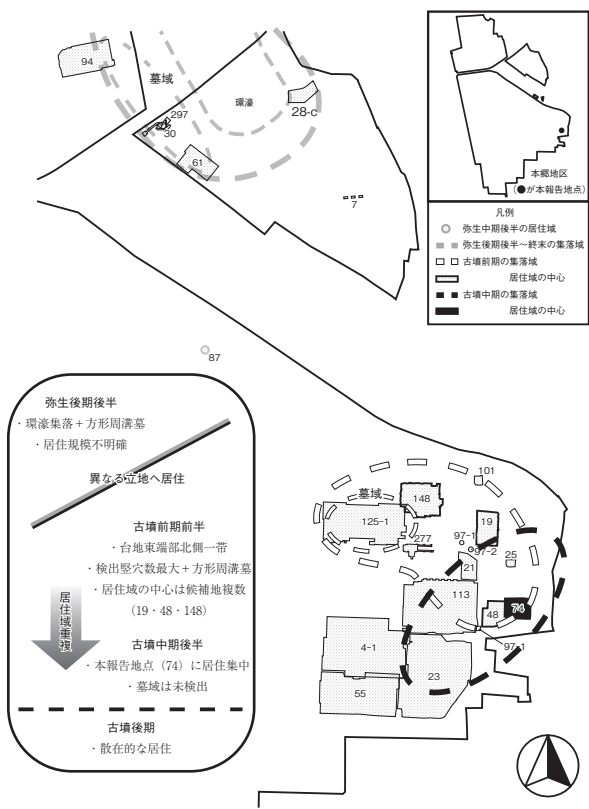 94
墓域
環濠
28-c
297
30
61
7
87
本郷地区
(●が本報告地点)
凡例
弥生中期後半の居住域
弥生後期後半～終末の集落域
古墳前期の集落域
居住域の中心
古墳中期の集落域
居住域の中心
弥生後期後半
・環濠集落＋方形周溝墓
・居住規模不明確
異なる立地へ居住
古墳前期前半
・台地東端部北側一帯
・検出竪穴数最大＋方形周溝墓
・居住域の中心は候補地複数
（19・48・148）
居住域重複
古墳中期後半
・本報告地点（74）に居住集中
・墓域は未検出
古墳後期
・散在的な居住
墓域
148
101
125-1
19
97-1
277
97-2
25
21
113
48
74
97-1
4-1
23
55